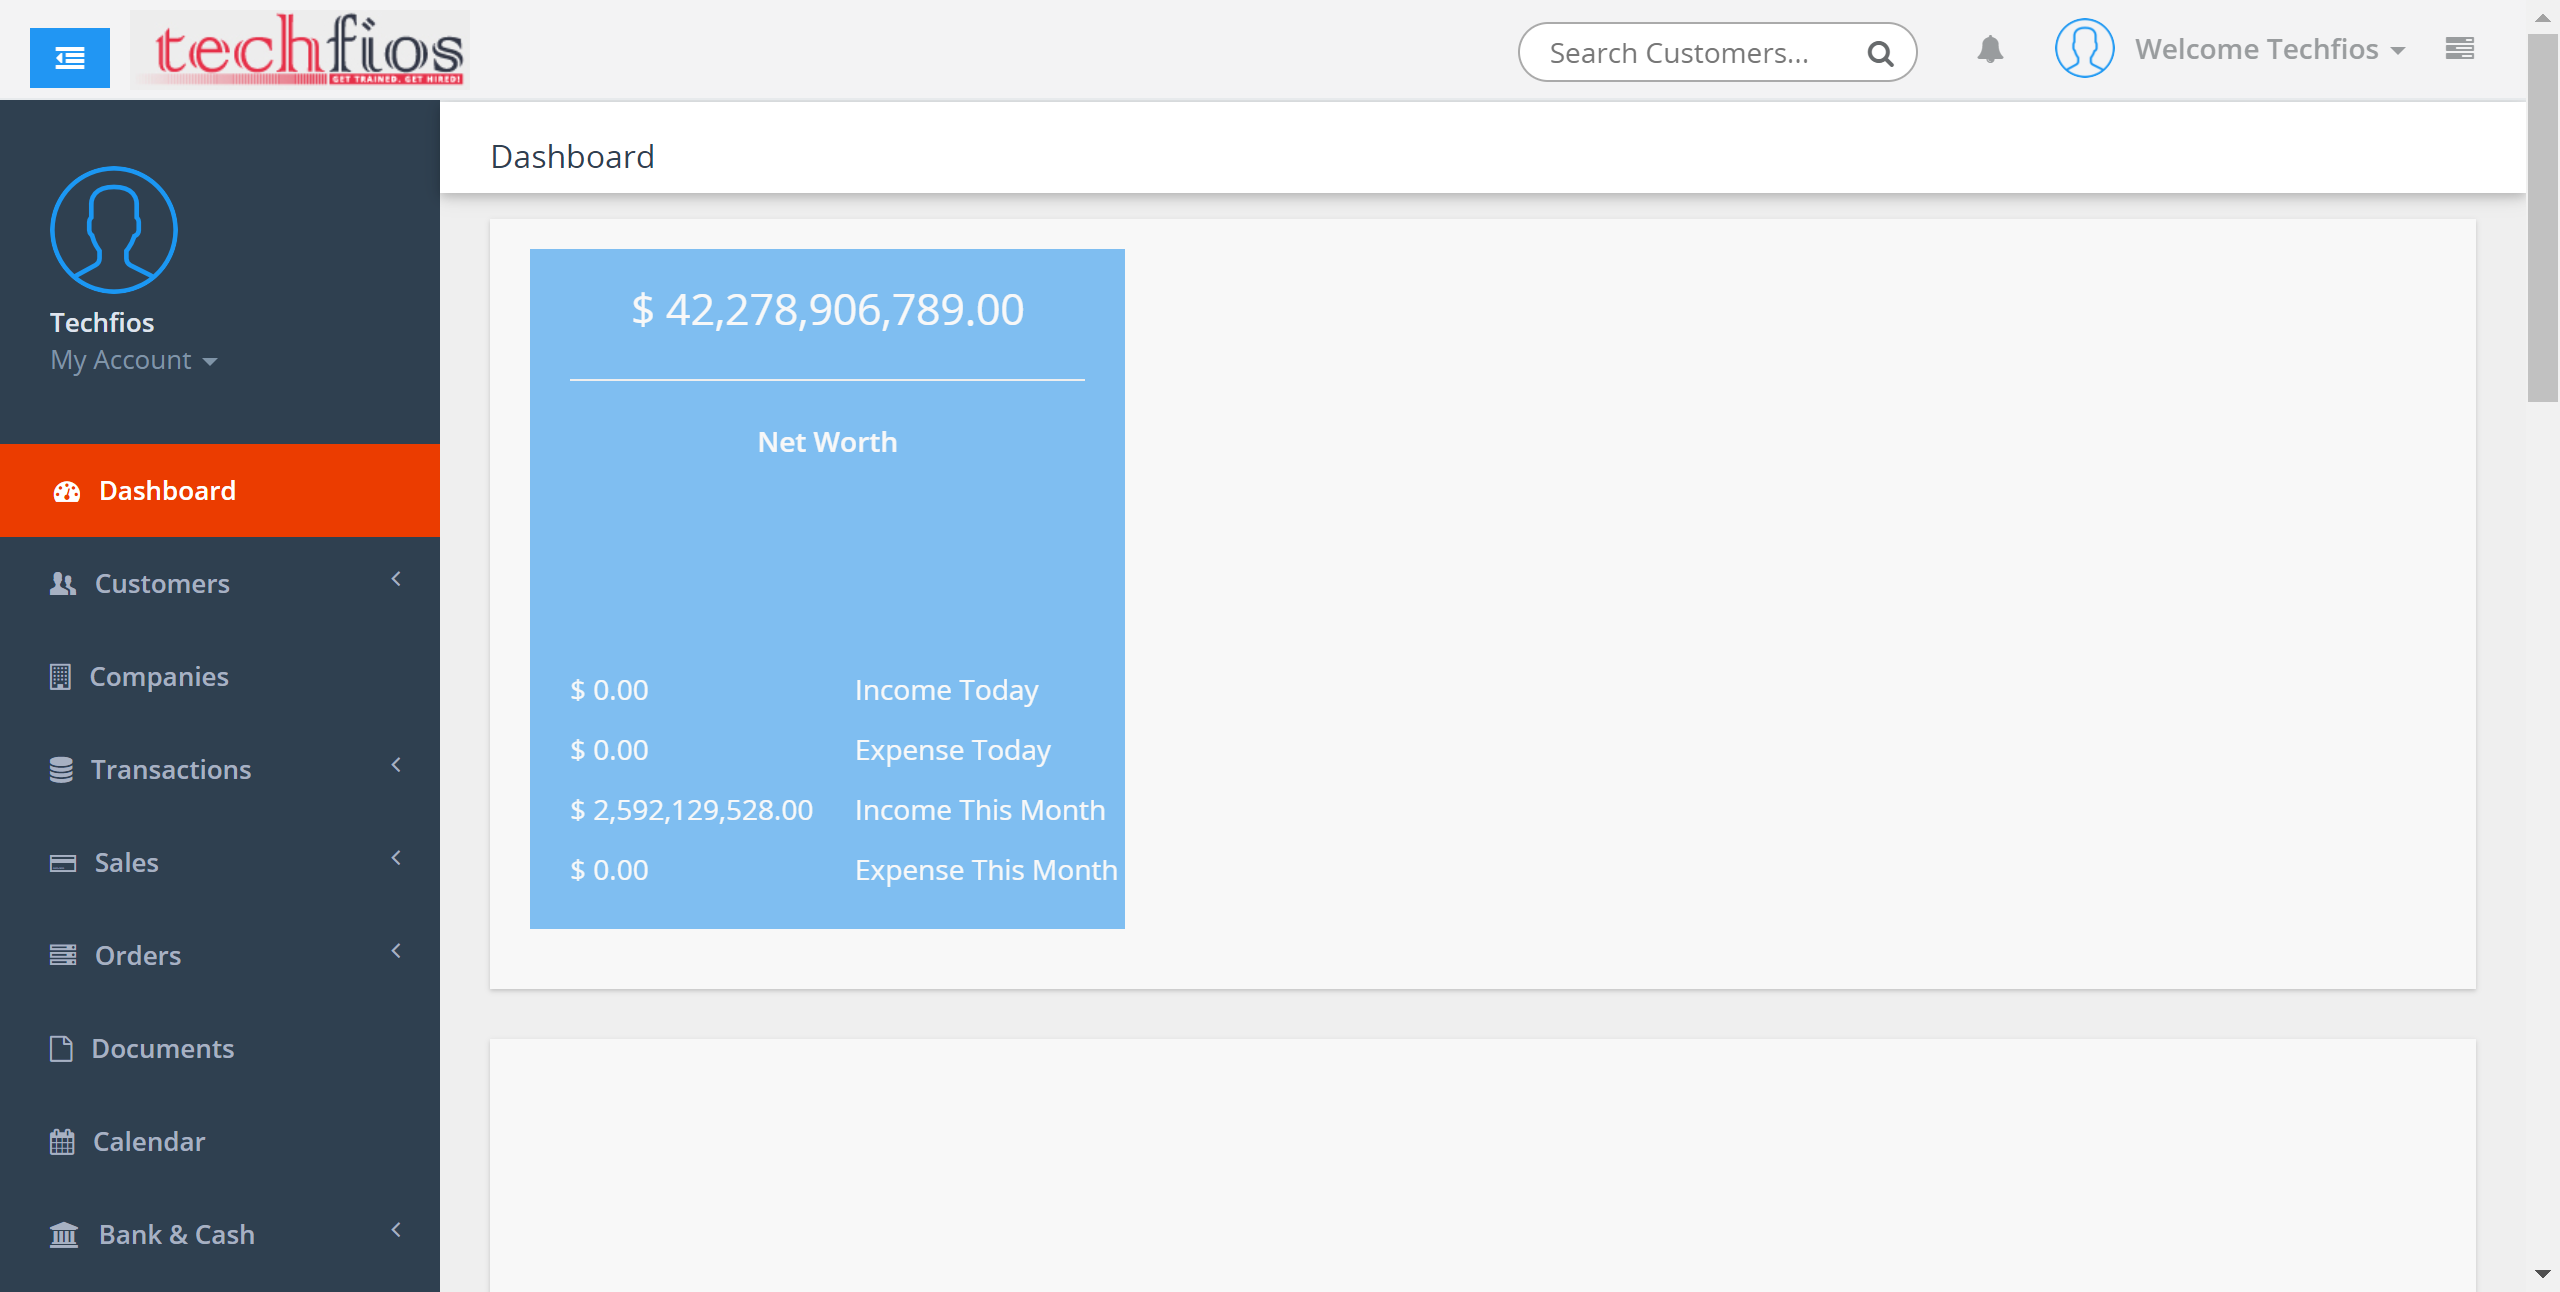 techfios
GET TRAINED. GET HIRED!
Search Customers...
Welcome Techfios
Techfios
My Account
Dashboard
Customers
Companies
Transactions
Sales
Orders
Documents
Calendar
Bank & Cash
Dashboard
$ 42,278,906,789.00
Net Worth
$ 0.00 Income Today
$ 0.00 Expense Today
$ 2,592,129,528.00 Income This Month
$ 0.00 Expense This Month